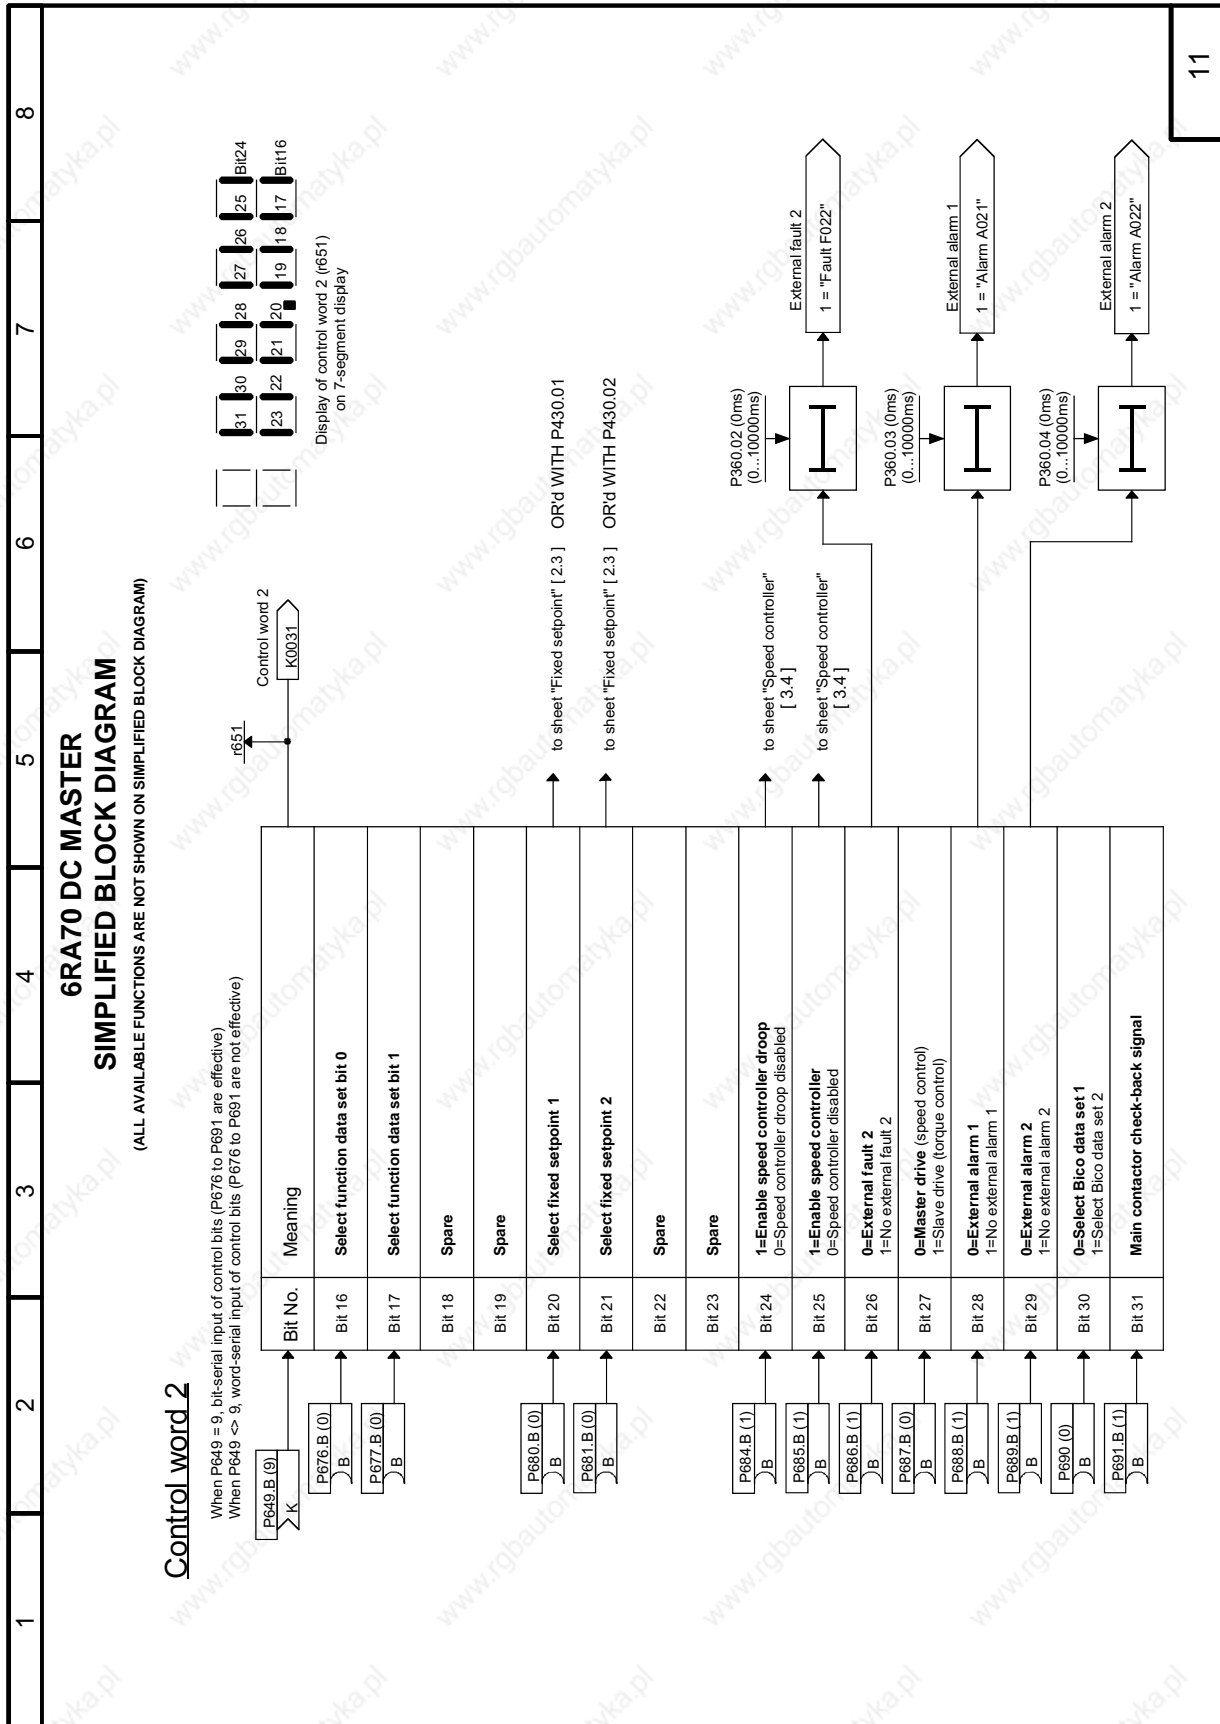 6RA70 DC MASTER
SIMPLIFIED BLOCK DIAGRAM
(ALL AVAILABLE FUNCTIONS ARE NOT SHOWN ON SIMPLIFIED BLOCK DIAGRAM)
1 2 3 4 5 6 7 8
Control word 2
When P649 = 9, bit-serial input of control bits (P676 to P691 are effective)
When P649 <> 9, word-serial input of control bits (P676 to P691 are not effective)
P649.B (9)
K
Bit No. Meaning
r651
Control word 2
K0031
31 30 29 28 27 26 25 Bit24
23 22 21 20 19 18 17 Bit16
Display of control word 2 (r651)
on 7-segment display
P676.B (0)
B
Bit 16 Select function data set bit 0
P677.B (0)
B
Bit 17 Select function data set bit 1
Bit 18 Spare
Bit 19 Spare
P680.B (0)
B
Bit 20 Select fixed setpoint 1
to sheet "Fixed setpoint" [ 2.3 ] OR'd WITH P430.01
P681.B (0)
B
Bit 21 Select fixed setpoint 2
to sheet "Fixed setpoint" [ 2.3 ] OR'd WITH P430.02
Bit 22 Spare
Bit 23 Spare
P684.B (1)
B
Bit 24 1=Enable speed controller droop
0=Speed controller droop disabled
to sheet "Speed controller"
[ 3.4 ]
P685.B (1)
B
Bit 25 1=Enable speed controller
0=Speed controller disabled
to sheet "Speed controller"
[ 3.4 ]
P686.B (1)
B
Bit 26 0=External fault 2
1=No external fault 2
P360.02 (0ms)
(0...10000ms)
External fault 2
1 = "Fault F022"
P687.B (0)
B
Bit 27 0=Master drive (speed control)
1=Slave drive (torque control)
P688.B (1)
B
Bit 28 0=External alarm 1
1=No external alarm 1
P360.03 (0ms)
(0...10000ms)
External alarm 1
1 = "Alarm A021"
P689.B (1)
B
Bit 29 0=External alarm 2
1=No external alarm 2
P360.04 (0ms)
(0...10000ms)
External alarm 2
1 = "Alarm A022"
P690 (0)
B
Bit 30 0=Select Bico data set 1
1=Select Bico data set 2
P691.B (1)
B
Bit 31 Main contactor check-back signal
11
www.rgbautomatyka.pl